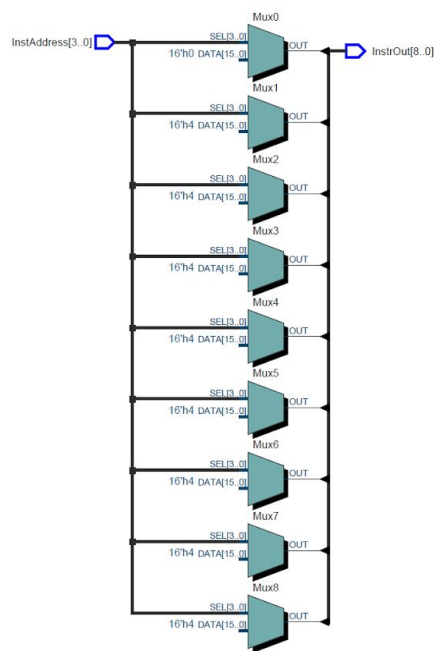 Mux0
InstAddress[3..0] SEL[3..0] OUT InstrOut[8..0]
16'h0 DATA[15..0]
Mux1
SEL[3..0] OUT
16'h4 DATA[15..0]
Mux2
SEL[3..0] OUT
16'h4 DATA[15..0]
Mux3
SEL[3..0] OUT
16'h4 DATA[15..0]
Mux4
SEL[3..0] OUT
16'h4 DATA[15..0]
Mux5
SEL[3..0] OUT
16'h4 DATA[15..0]
Mux6
SEL[3..0] OUT
16'h4 DATA[15..0]
Mux7
SEL[3..0] OUT
16'h4 DATA[15..0]
Mux8
SEL[3..0] OUT
16'h4 DATA[15..0]